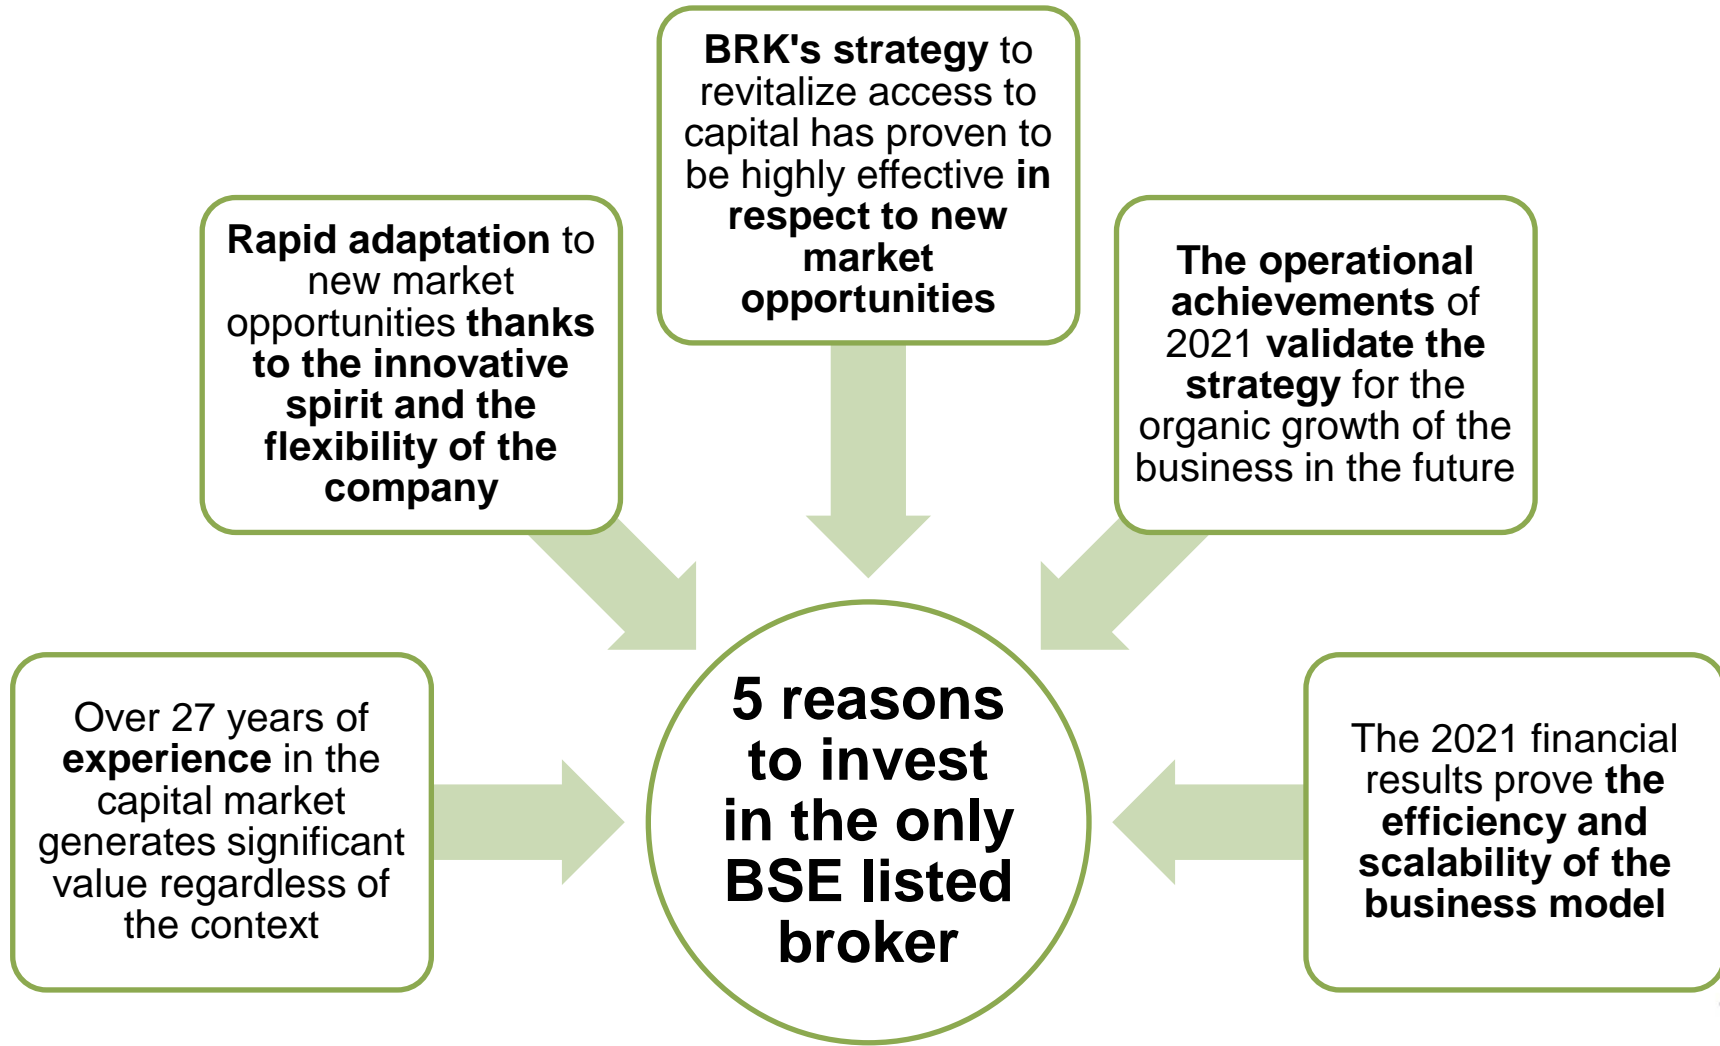 BRK's strategy to
revitalize access to
capital has proven to
be highly effective in
respect to new
market
opportunities
Rapid adaptation to
new market
opportunities thanks
to the innovative
spirit and the
flexibility of the
company
The operational
achievements of
2021 validate the
strategy for the
organic growth of the
business in the future
Over 27 years of
experience in the
capital market
generates significant
value regardless of
the context
5 reasons
to invest
in the only
BSE listed
broker
The 2021 financial
results prove the
efficiency and
scalability of the
business model